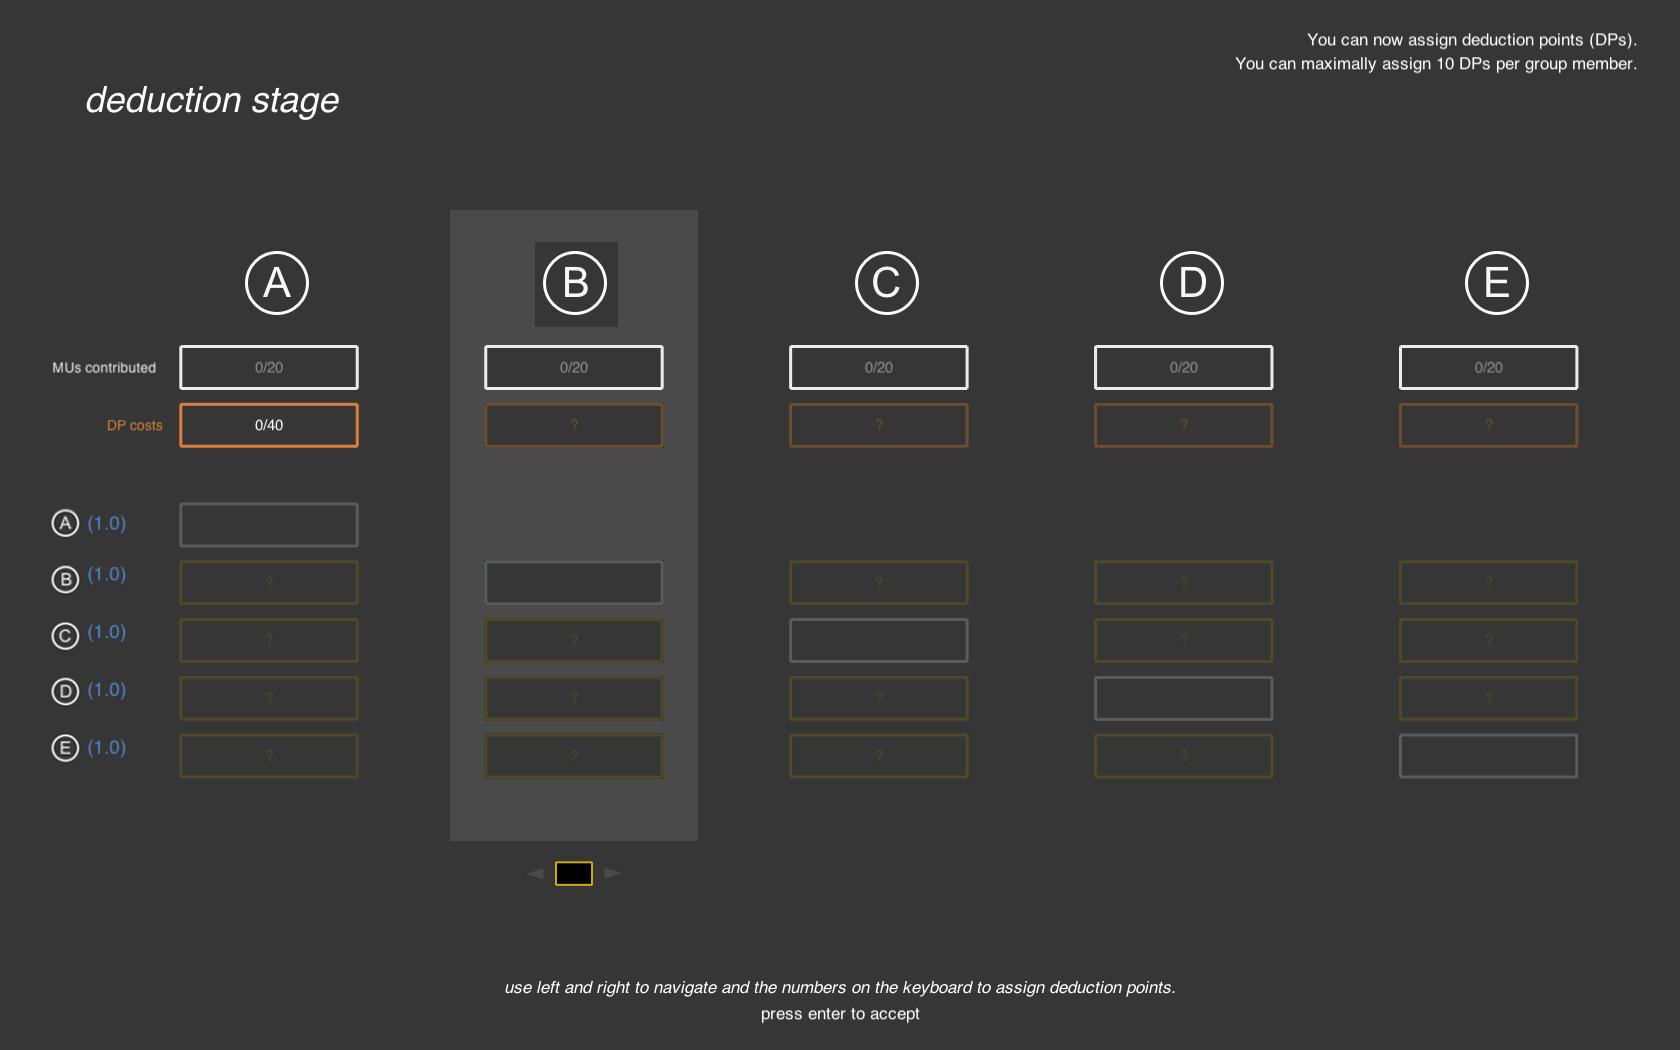 You can now assign deduction points (DPs).
You can maximally assign 10 DPs per group member.
deduction stage
A B C D E
MUs contributed 0/20 0/20 0/20 0/20 0/20
DP costs 0/40 ? ? ? ?
A (1.0)
B (1.0) ? ? ? ?
C (1.0) ? ? ? ?
D (1.0) ? ? ? ?
E (1.0) ? ? ? ?
use left and right to navigate and the numbers on the keyboard to assign deduction points.
press enter to accept